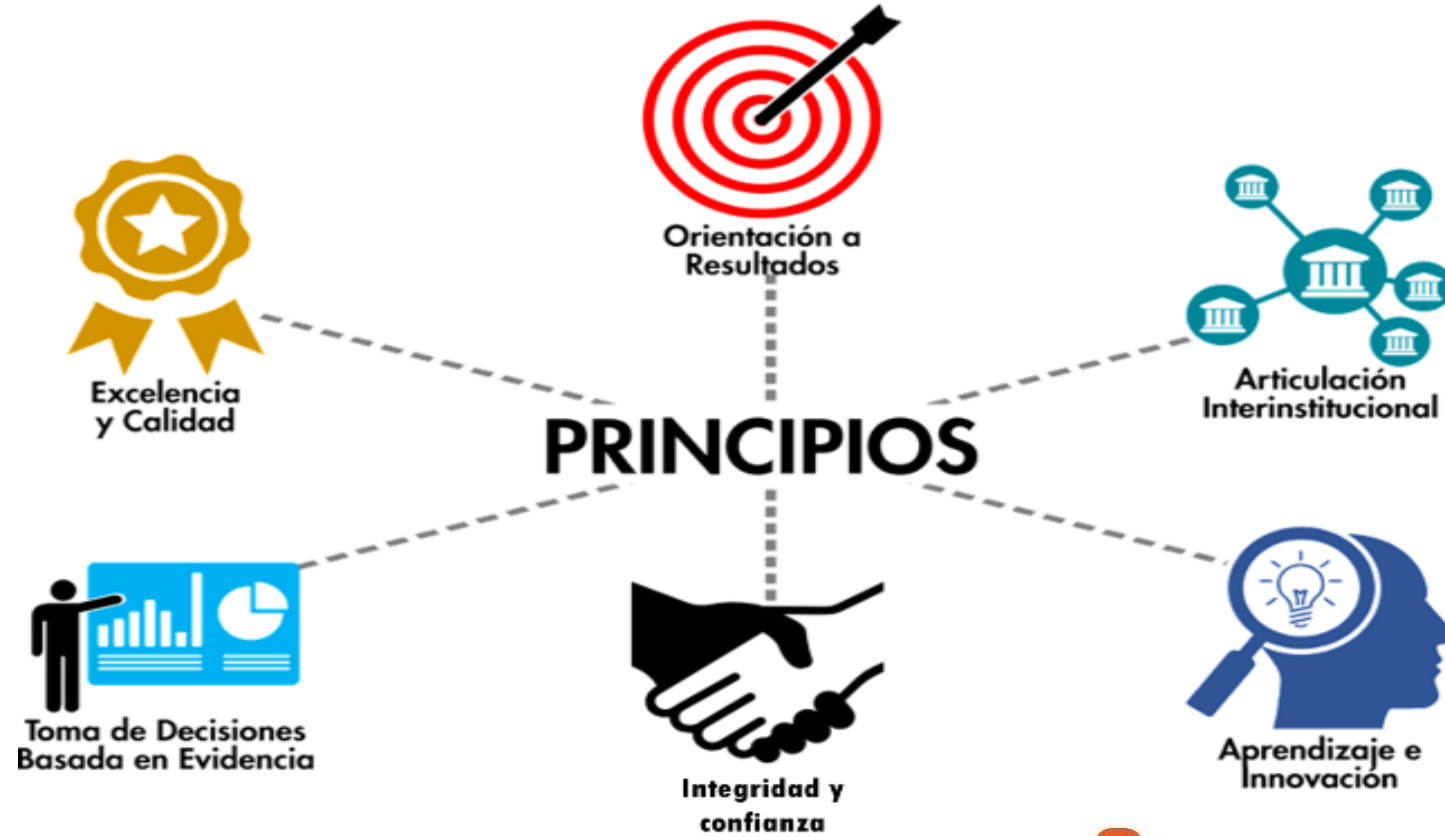 Orientación a
Resultados
Excelencia
y Calidad
Articulación
Interinstitucional
PRINCIPIOS
Toma de Decisiones
Basada en Evidencia
Integridad y
confianza
Aprendizaje e
Innovación